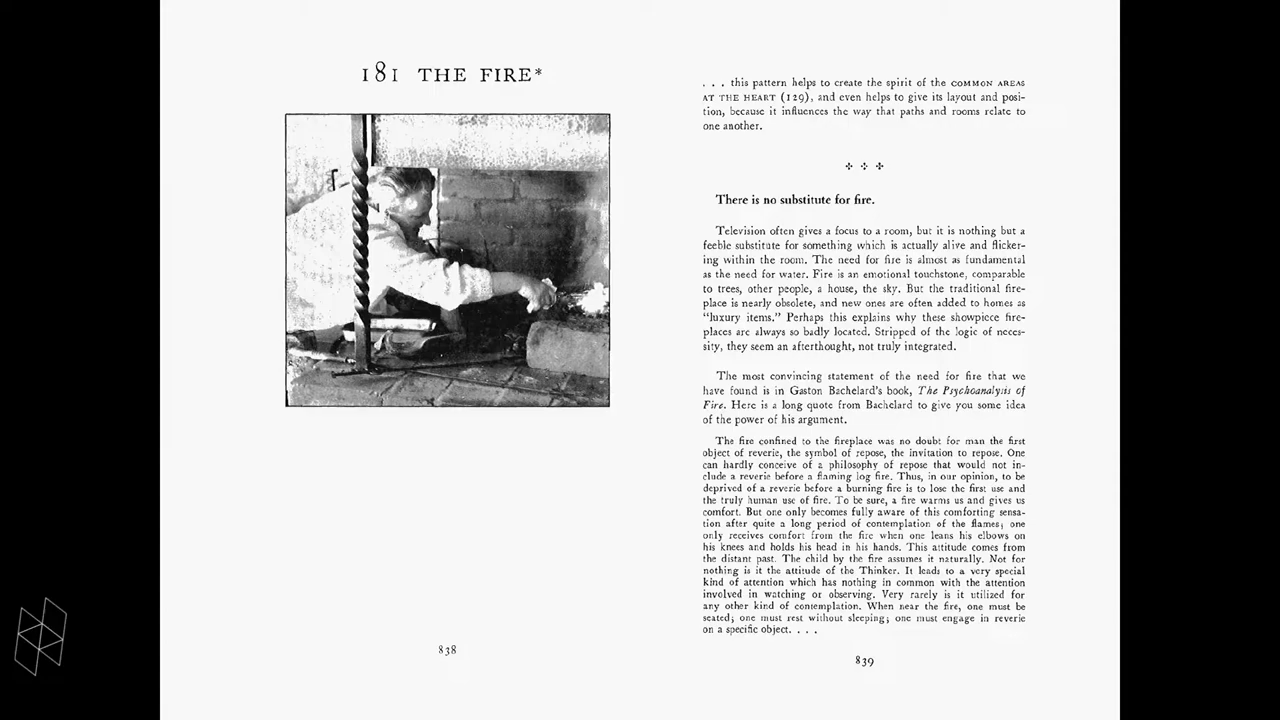 181 THE FIRE*
838
. . . this pattern helps to create the spirit of the COMMON AREAS
AT THE HEART (129), and even helps to give its layout and posi-
tion, because it influences the way that paths and rooms relate to
one another.
There is no substitute for fire.
Television often gives a focus to a room, but it is nothing but a
feeble substitute for something which is actually alive and flicker-
ing within the room. The need for fire is almost as fundamental
as the need for water. Fire is an emotional touchstone, comparable
to trees, other people, a house, the sky. But the traditional fire-
place is nearly obsolete, and new ones are often added to homes as
“luxury items.” Perhaps this explains why these showpiece fire-
places are always so badly located. Stripped of the logic of neces-
sity, they seem an afterthought, not truly integrated.
The most convincing statement of the need for fire that we
have found is in Gaston Bachelard's book, The Psychoanalysis of
Fire. Here is a long quote from Bachelard to give you some idea
of the power of his argument.
The fire confined to the fireplace was no doubt for man the first
object of reverie, the symbol of repose, the invitation to repose. One
can hardly conceive of a philosophy of repose that would not in-
clude a reverie before a flaming log fire. Thus, in our opinion, to be
deprived of a reverie before a burning fire is to lose the first use and
the truly human use of fire. To be sure, a fire warms us and gives us
comfort. But one only becomes fully aware of this comforting sensa-
tion after quite a long period of contemplation of the flames; one
only receives comfort from the fire when one leans his elbows on
his knees and holds his head in his hands. This attitude comes from
the distant past. The child by the fire assumes it naturally. Not for
nothing is it the attitude of the Thinker. It leads to a very special
kind of attention which has nothing in common with the attention
involved in watching or observing. Very rarely is it utilized for
any other kind of contemplation. When near the fire, one must be
seated; one must rest without sleeping; one must engage in reverie
on a specific object. . . .
839